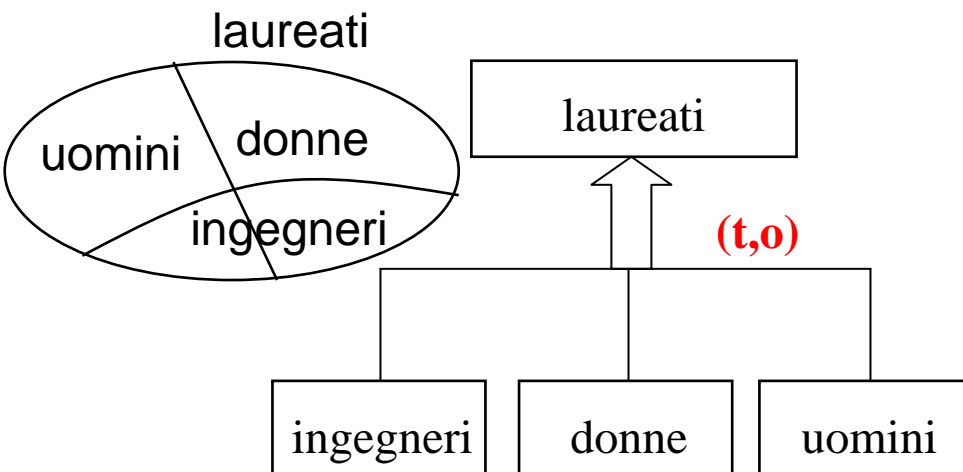 laureati
uomini
donne
ingegneri
laureati
(t,o)
ingegneri
donne
uomini